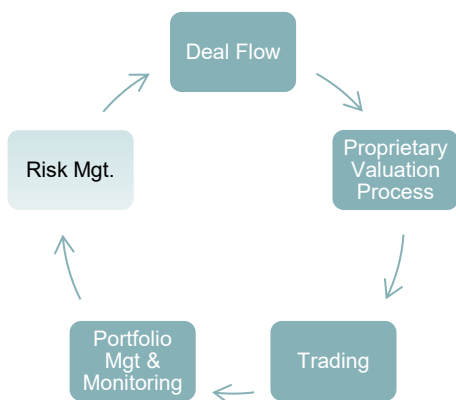 Deal Flow
Proprietary
Valuation
Process
Trading
Portfolio
Mgt &
Monitoring
Risk Mgt.